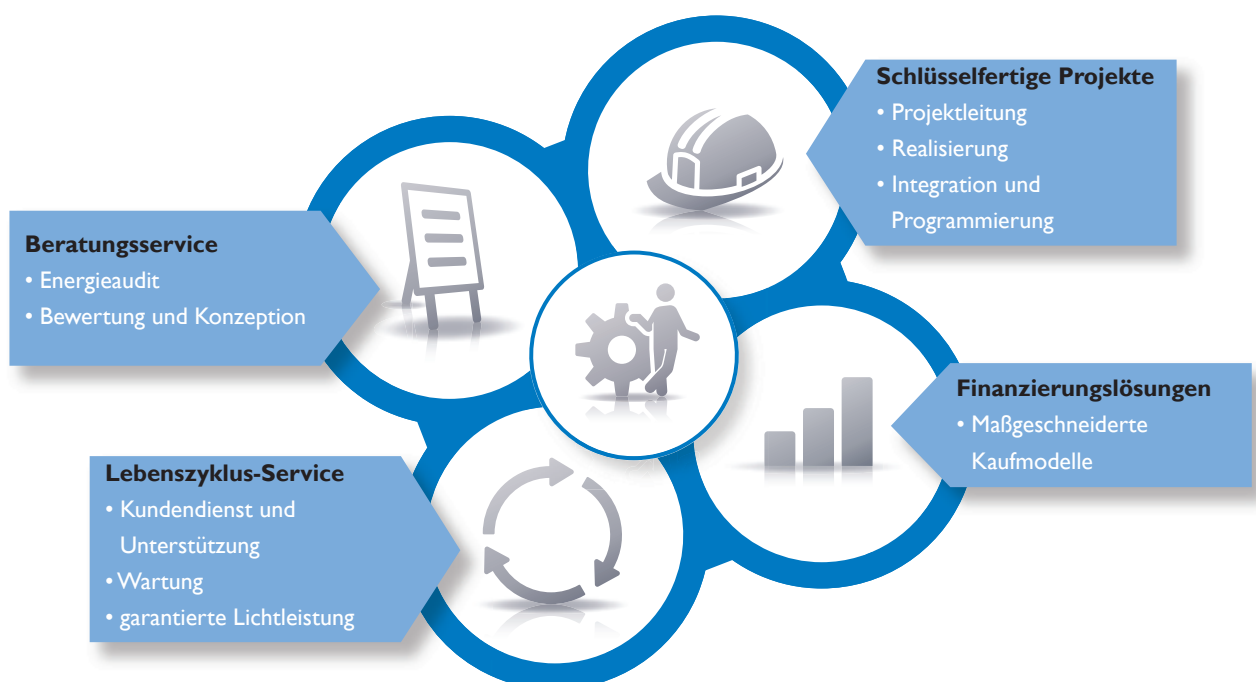 Schlüsselfertige Projekte
• Projektleitung
• Realisierung
• Integration und
Programmierung
Beratungsservice
• Energieaudit
• Bewertung und Konzeption
Finanzierungslösungen
• Maßgeschneiderte
Kaufmodelle
Lebenszyklus-Service
• Kundendienst und
Unterstützung
• Wartung
• garantierte Lichtleistung